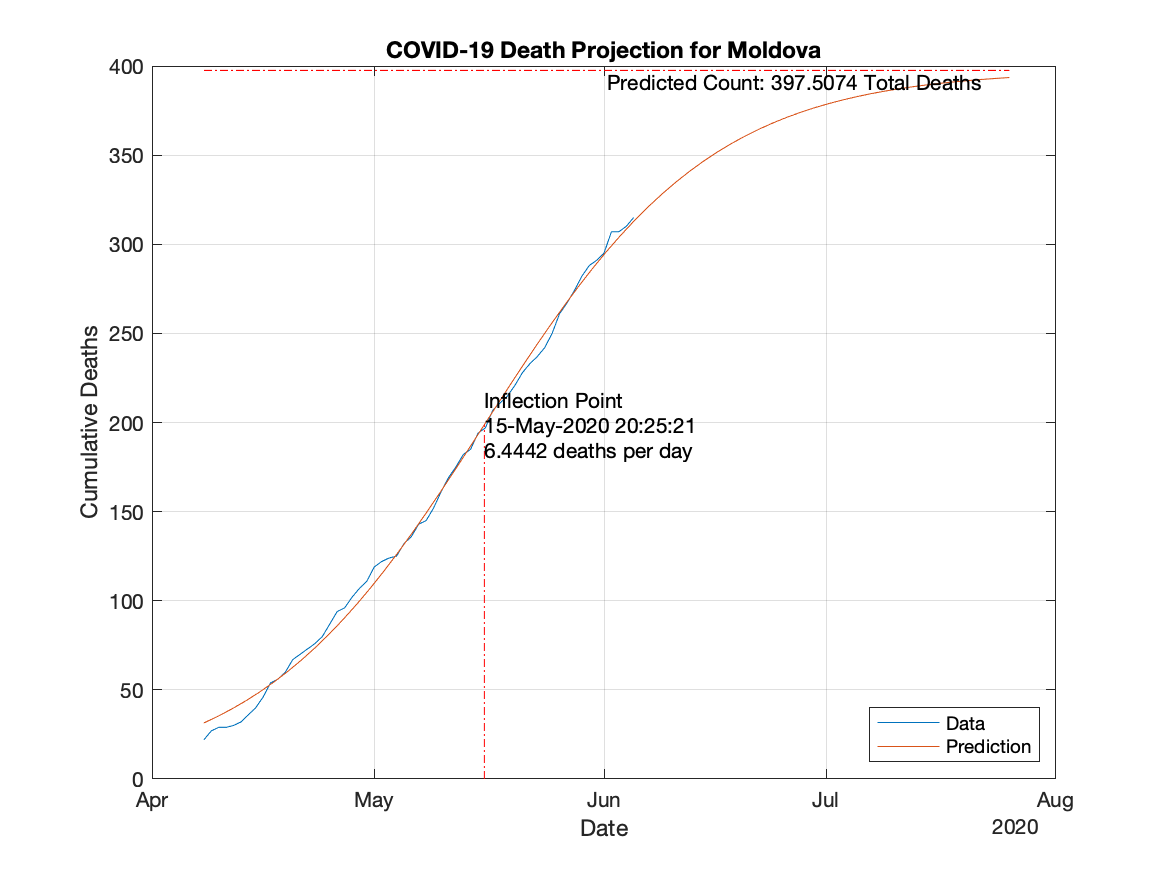 COVID-19 Death Projection for Moldova
400
Predicted Count: 397.5074 Total Deaths
350
300
250
Inflection Point
200
15-May-2020 20:25:21
6.4442 deaths per day
150
100
50
0
Cumulative Deaths
Data
Prediction
Apr May Jun Jul Aug
Date
2020